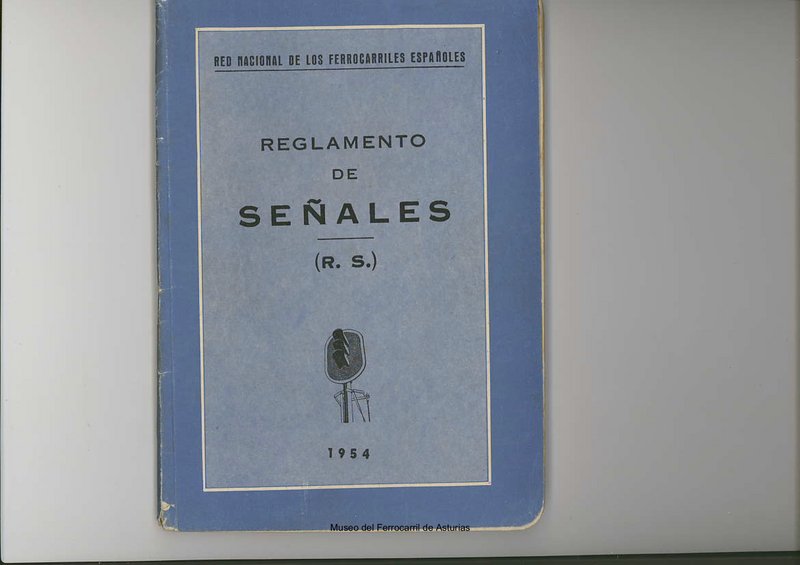 RED NACIONAL DE LOS FERROCARRILES ESPAÑOLES
REGLAMENTO
DE
SEÑALES
(R. S.)
1954
Museo del Ferrocarril de Asturias